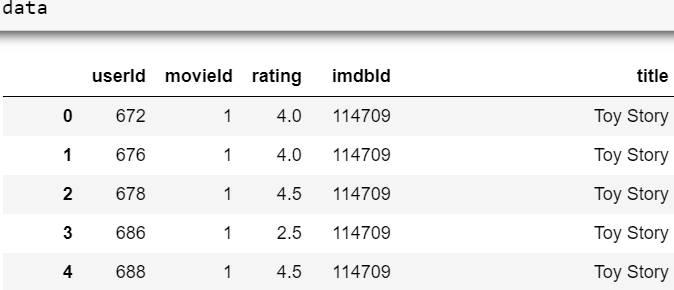 data
userId movieId rating imdbId title
0 672 1 4.0 114709 Toy Story
1 676 1 4.0 114709 Toy Story
2 678 1 4.5 114709 Toy Story
3 686 1 2.5 114709 Toy Story
4 688 1 4.5 114709 Toy Story